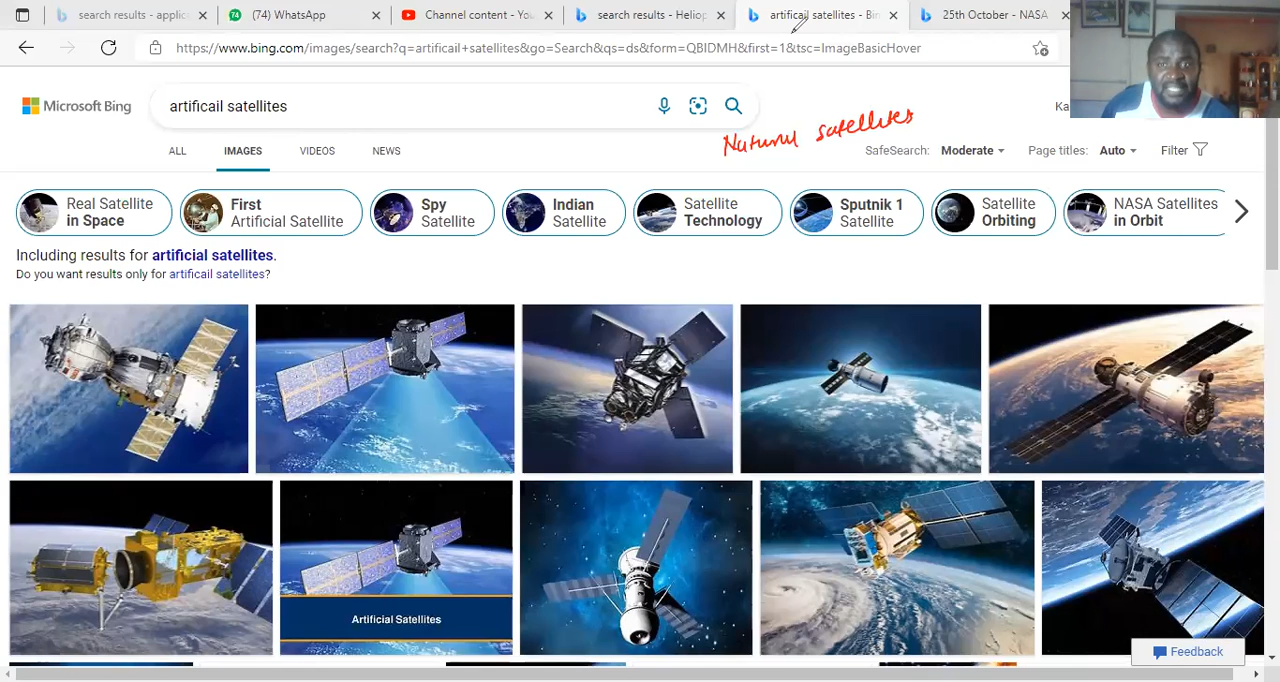 search results - applic
(74) WhatsApp
Channel content - You
search results - Heliop
artificail satellites - Bin
25th October - NASA
https://www.bing.com/images/search?q=artificail+satellites&go=Search&qs=ds&form=QBIDMH&first=1&tsc=ImageBasicHover
Microsoft Bing
artificail satellites
Ka
Natural satellites
ALL
IMAGES
VIDEOS
NEWS
SafeSearch: Moderate
Page titles: Auto
Filter
Real Satellite
in Space
First
Artificial Satellite
Spy
Satellite
Indian
Satellite
Satellite
Technology
Sputnik 1
Satellite
Satellite
Orbiting
NASA Satellites
in Orbit
Including results for artificial satellites.
Do you want results only for artificail satellites?
Artificial Satellites
Feedback